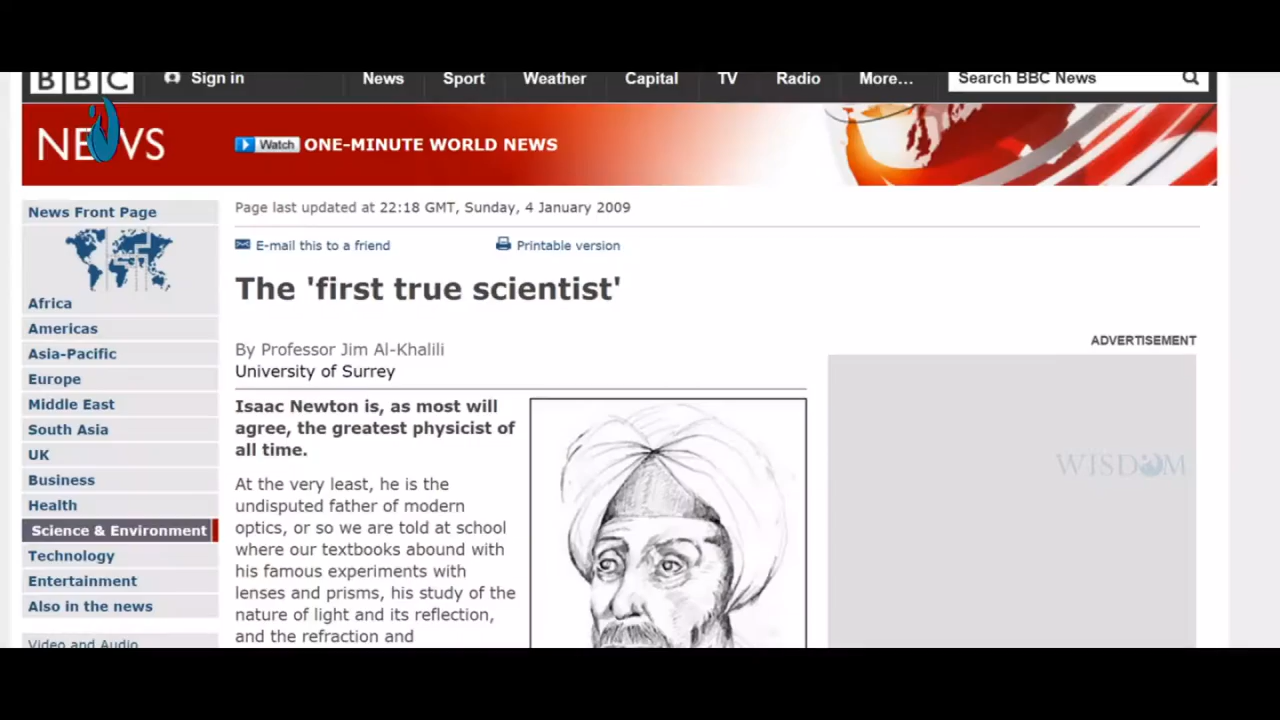 BBC
Sign in
News
Sport
Weather
Capital
TV
Radio
More...
Search BBC News
NEWS
Watch ONE-MINUTE WORLD NEWS
News Front Page
Africa
Americas
Asia-Pacific
Europe
Middle East
South Asia
UK
Business
Health
Science & Environment
Technology
Entertainment
Also in the news
Video and Audio
Page last updated at 22:18 GMT, Sunday, 4 January 2009
E-mail this to a friend
Printable version
The 'first true scientist'
By Professor Jim Al-Khalili
University of Surrey
Isaac Newton is, as most will
agree, the greatest physicist of
all time.
At the very least, he is the
undisputed father of modern
optics, or so we are told at school
where our textbooks abound with
his famous experiments with
lenses and prisms, his study of the
nature of light and its reflection,
and the refraction and
ADVERTISEMENT
WISDOM